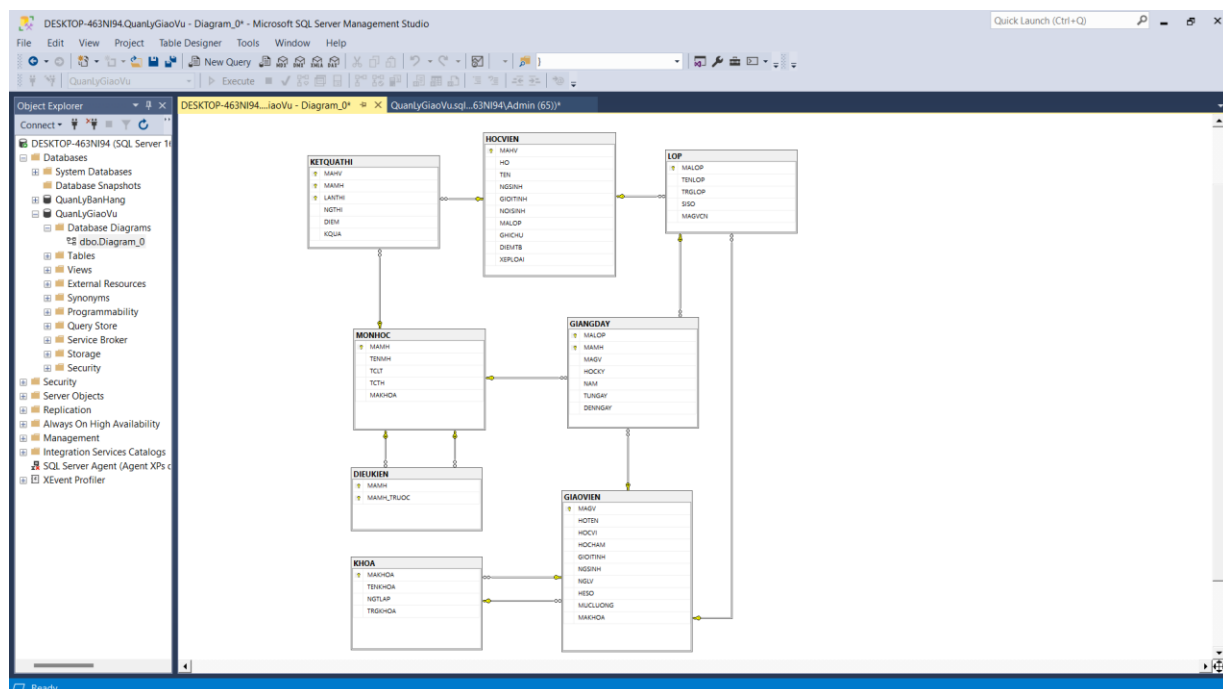 DESKTOP-463NI94.QuanLyGiaoVu - Diagram_0* - Microsoft SQL Server Management Studio
Quick Launch (Ctrl+Q)
File Edit View Project Table Designer Tools Window Help
New Query
QuanLyGiaoVu
Execute
Object Explorer
DESKTOP-463NI94....iaoVu - Diagram_0*
QuanLyGiaoVu.sql...63NI94\Admin (65))*
Connect
DESKTOP-463NI94 (SQL Server 1
Databases
System Databases
Database Snapshots
QuanLyBanHang
QuanLyGiaoVu
Database Diagrams
dbo.Diagram_0
Tables
Views
External Resources
Synonyms
Programmability
Query Store
Service Broker
Storage
Security
Security
Server Objects
Replication
Always On High Availability
Management
Integration Services Catalogs
SQL Server Agent (Agent XPs
XEvent Profiler
KETQUATHI
MAHV
MAMH
LANTHI
NGTHI
DIEM
KQUA
HOCVIEN
MAHV
HO
TEN
NGSINH
GIOITINH
NOISINH
MALOP
GHICHU
DIEMTB
XEPLOAI
LOP
MALOP
TENLOP
TRGLOP
SISO
MAGVCN
MONHOC
MAMH
TENMH
TCLT
TCTH
MAKHOA
GIANGDAY
MALOP
MAMH
MAGV
HOCKY
NAM
TUNGAY
DENNGAY
DIEUKIEN
MAMH
MAMH_TRUOC
GIAOVIEN
MAGV
HOTEN
HOCVI
HOCHAM
GIOITINH
NGSINH
NGLV
HESO
MUCLUONG
MAKHOA
KHOA
MAKHOA
TENKHOA
NGTLAP
TRGKHOA
Ready